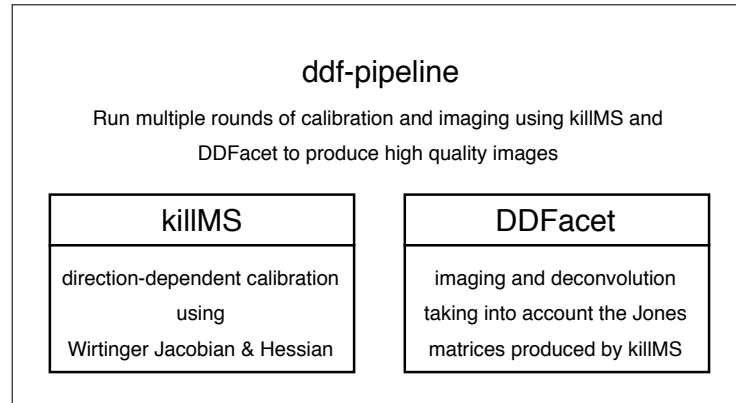 ddf-pipeline
Run multiple rounds of calibration and imaging using killMS and
DDFacet to produce high quality images
killMS
direction-dependent calibration
using
Wirtinger Jacobian & Hessian
DDFacet
imaging and deconvolution
taking into account the Jones
matrices produced by killMS